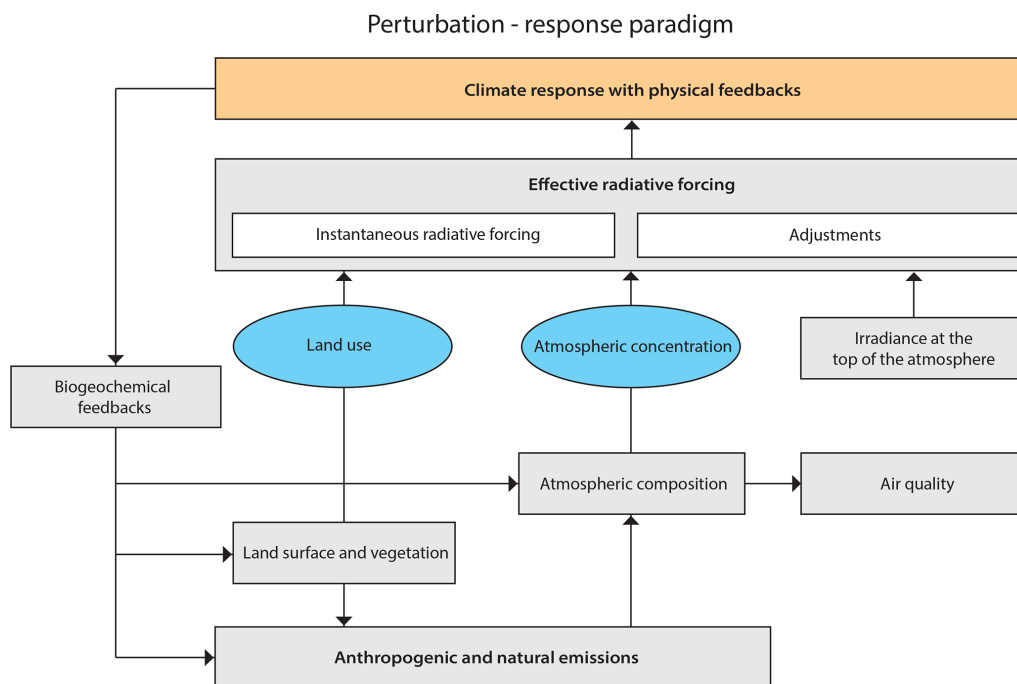 Perturbation - response paradigm
Climate response with physical feedbacks
Effective radiative forcing
Instantaneous radiative forcing
Adjustments
Land use
Atmospheric concentration
Irradiance at the
top of the atmosphere
Biogeochemical
feedbacks
Atmospheric composition
Air quality
Land surface and vegetation
Anthropogenic and natural emissions